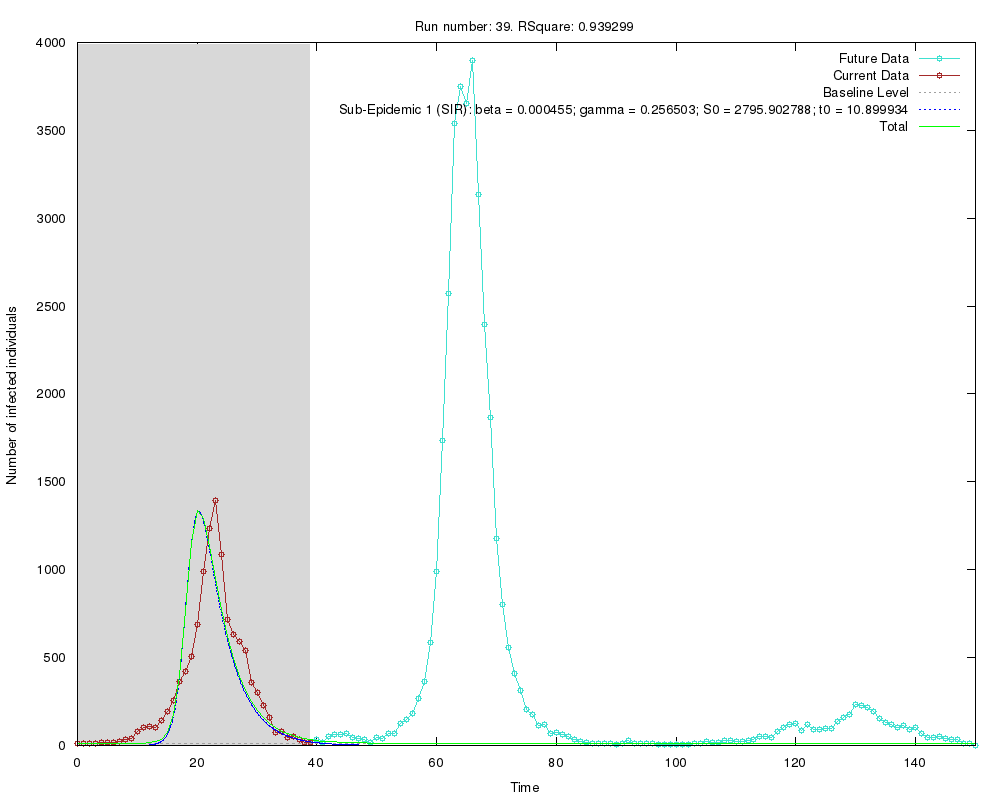 Run number: 39. RSquare: 0.939299
Future Data
Current Data
Baseline Level
Sub-Epidemic 1 (SIR): beta = 0.000455; gamma = 0.256503; S0 = 2795.902788; t0 = 10.899934
Total
4000
3500
3000
2500
2000
1500
1000
500
0
Number of infected individuals
0 20 40 60 80 100 120 140
Time